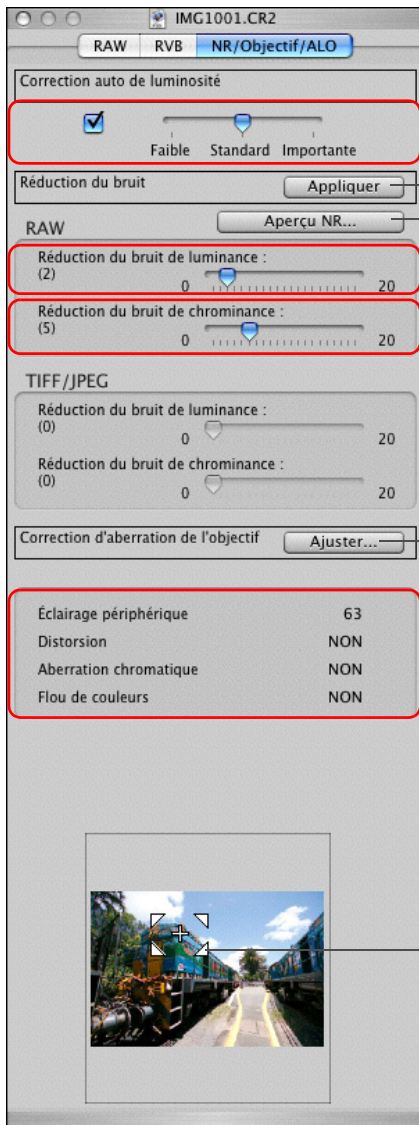 IMG1001.CR2
RAW RVB NR/Objectif/ALO
Correction auto de luminosité
Faible Standard Importante
Réduction du bruit Appliquer
RAW Aperçu NR...
Réduction du bruit de luminance :
(2)
0 20
Réduction du bruit de chrominance :
(5)
0 20
TIFF/JPEG
Réduction du bruit de luminance :
(0)
0 20
Réduction du bruit de chrominance :
(0)
0 20
Correction d'aberration de l'objectif Ajuster...
Éclairage périphérique 63
Distorsion NON
Aberration chromatique NON
Flou de couleurs NON